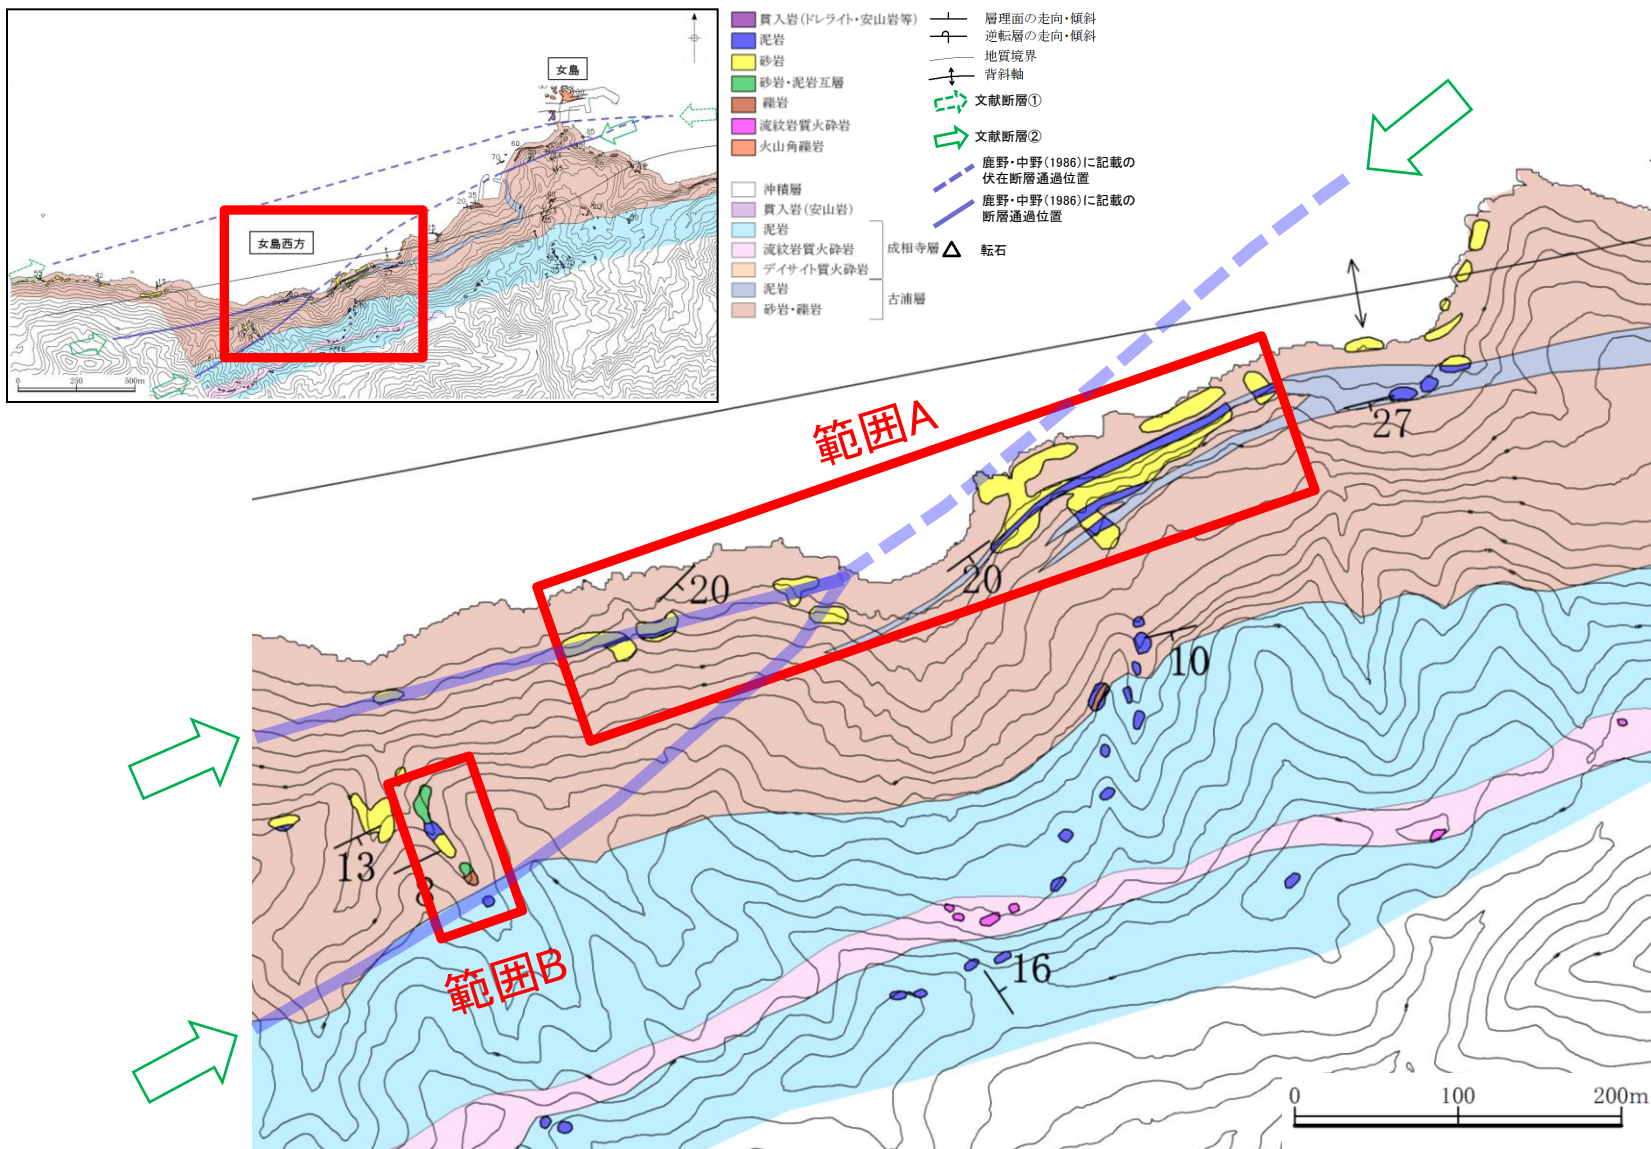 女島
女島西方
0 250 500m
貫入岩(ドレライト・安山岩等)
泥岩
砂岩
砂岩・泥岩互層
礫岩
流紋岩質火砕岩
火山角礫岩
沖積層
貫入岩(安山岩)
泥岩
流紋岩質火砕岩
デイサイト質火砕岩
成相寺層
泥岩
砂岩・礫岩
古浦層
層理面の走向・傾斜
逆転層の走向・傾斜
地質境界
背斜軸
文献断層①
文献断層②
鹿野・中野(1986)に記載の
伏在断層通過位置
鹿野・中野(1986)に記載の
断層通過位置
転石
範囲A
27
20
20
10
13
8
範囲B
16
0 100 200m